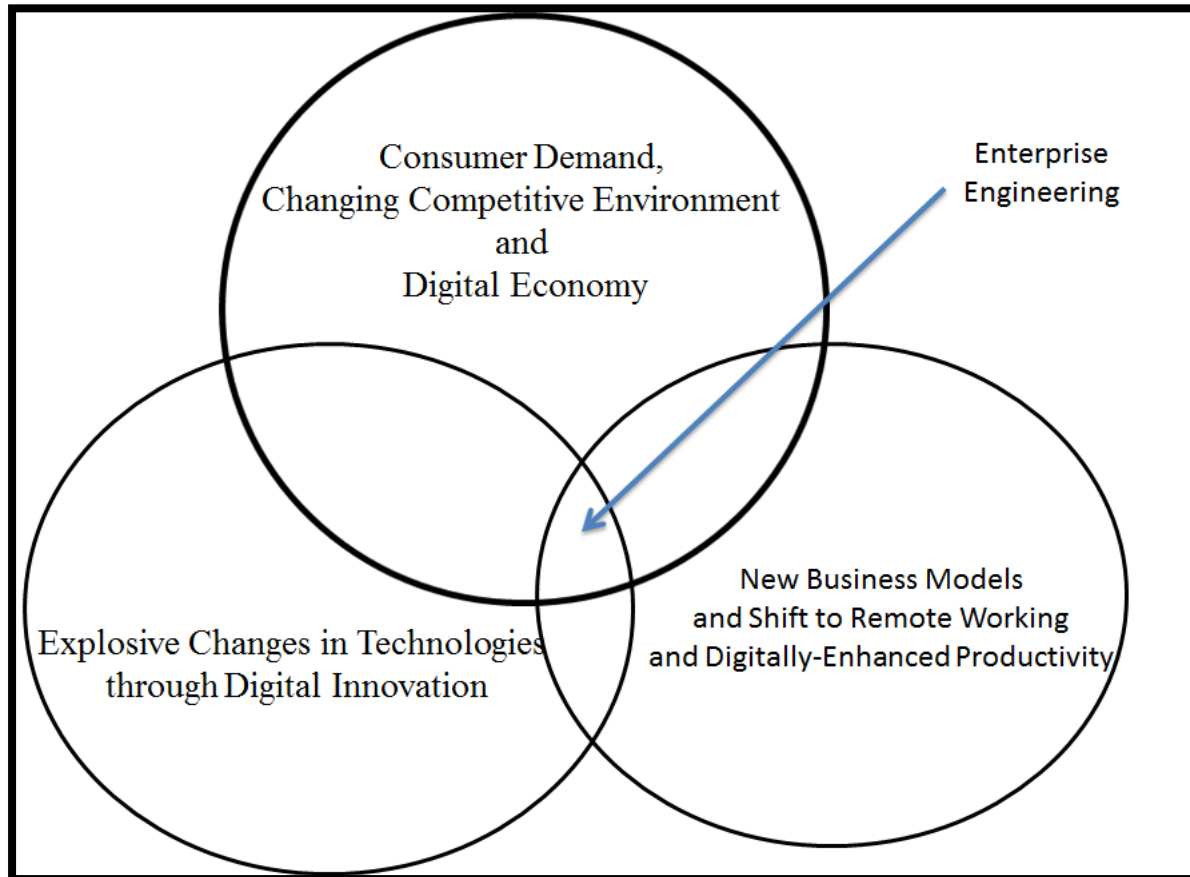 Consumer Demand,
Changing Competitive Environment
and
Digital Economy
Enterprise
Engineering
Explosive Changes in Technologies
through Digital Innovation
New Business Models
and Shift to Remote Working
and Digitally-Enhanced Productivity